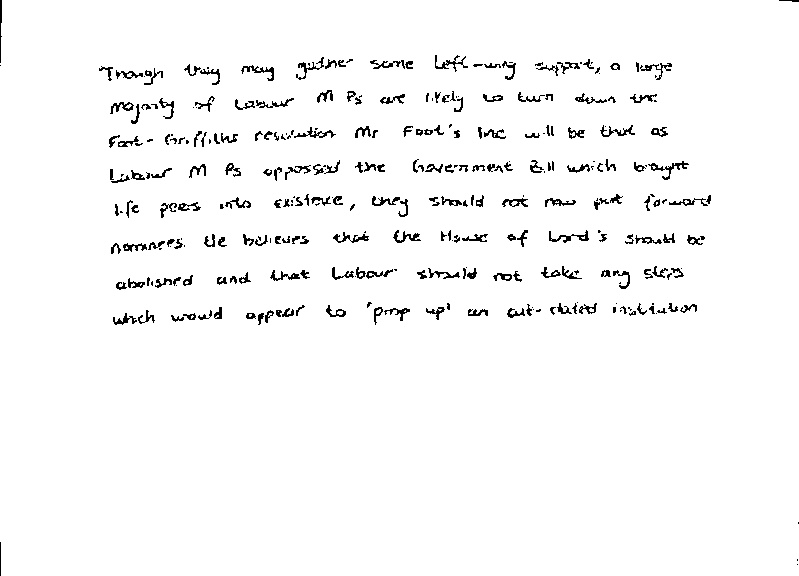 Though they may gather some Left-wing support, a large
majority of Labour M Ps are likely to turn down the
Foot-Griffiths resolution Mr Foot's line will be that as
Labour M Ps oppossed the Government Bill which brought
life peers into existence, they should not now put forward
nominees. He believes that the House of Lord's should be
abolished and that Labour should not take any steps
which would appear to 'prop up' an out-dated institution